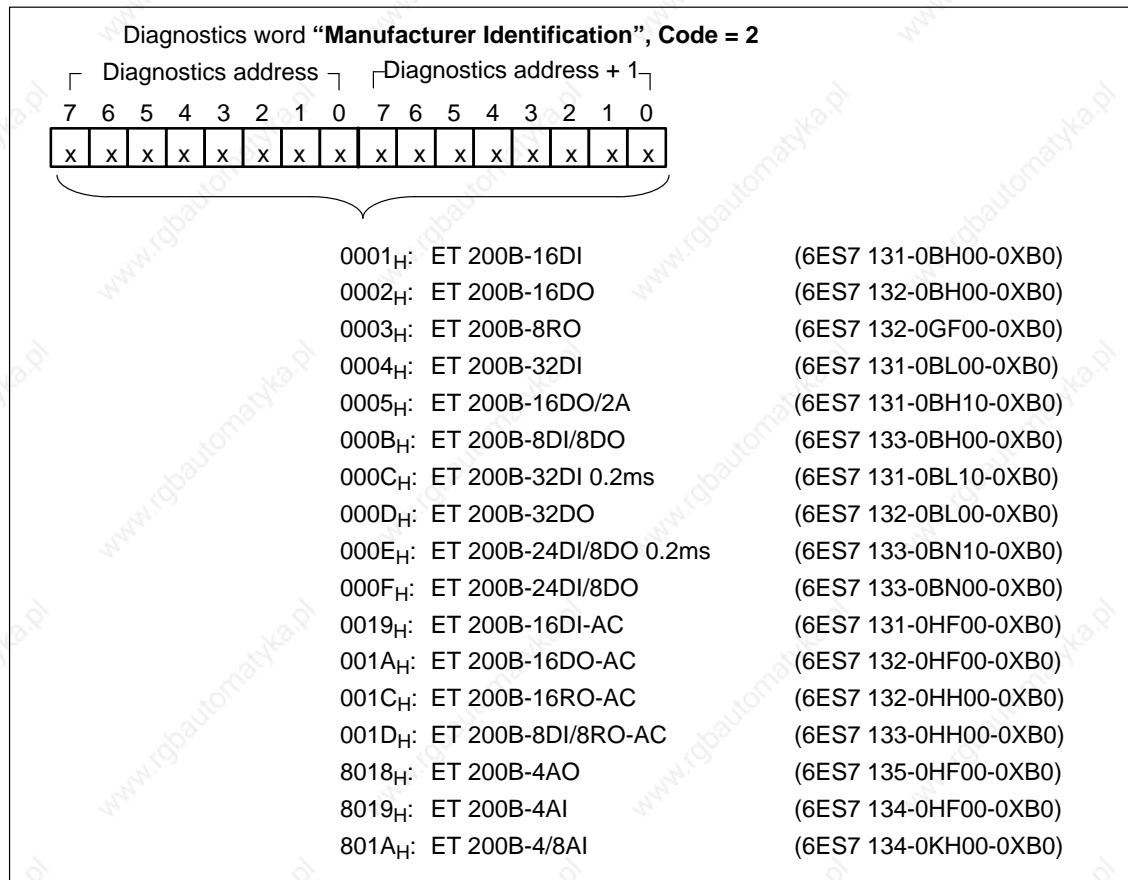 Diagnostics word “Manufacturer Identification”, Code = 2
Diagnostics address Diagnostics address + 1
7 6 5 4 3 2 1 0 7 6 5 4 3 2 1 0
x x x x x x x x x x x x x x x x
0001H: ET 200B-16DI (6ES7 131-0BH00-0XB0)
0002H: ET 200B-16DO (6ES7 132-0BH00-0XB0)
0003H: ET 200B-8RO (6ES7 132-0GF00-0XB0)
0004H: ET 200B-32DI (6ES7 131-0BL00-0XB0)
0005H: ET 200B-16DO/2A (6ES7 131-0BH10-0XB0)
000BH: ET 200B-8DI/8DO (6ES7 133-0BH00-0XB0)
000CH: ET 200B-32DI 0.2ms (6ES7 131-0BL10-0XB0)
000DH: ET 200B-32DO (6ES7 132-0BL00-0XB0)
000EH: ET 200B-24DI/8DO 0.2ms (6ES7 133-0BN10-0XB0)
000FH: ET 200B-24DI/8DO (6ES7 133-0BN00-0XB0)
0019H: ET 200B-16DI-AC (6ES7 131-0HF00-0XB0)
001AH: ET 200B-16DO-AC (6ES7 132-0HF00-0XB0)
001CH: ET 200B-16RO-AC (6ES7 132-0HH00-0XB0)
001DH: ET 200B-8DI/8RO-AC (6ES7 133-0HH00-0XB0)
8018H: ET 200B-4AO (6ES7 135-0HF00-0XB0)
8019H: ET 200B-4AI (6ES7 134-0HF00-0XB0)
801AH: ET 200B-4/8AI (6ES7 134-0KH00-0XB0)
www.rgbautomatyka.pl